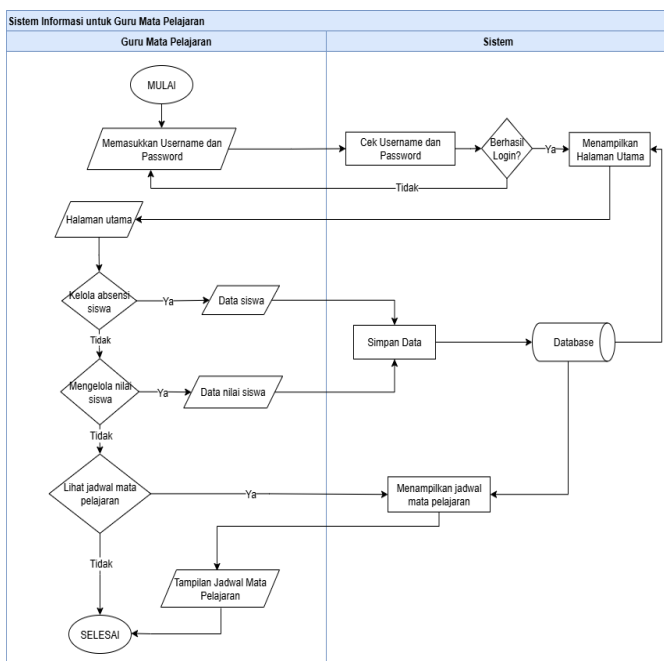 Sistem Informasi untuk Guru Mata Pelajaran
Guru Mata Pelajaran
Sistem
MULAI
Memasukkan Username dan
Password
Cek Username dan
Password
Berhasil
Login?
Ya
Menampilkan
Halaman Utama
Tidak
Halaman utama
Kelola absensi
siswa
Ya
Data siswa
Tidak
Simpan Data
Database
Mengelola nilai
siswa
Ya
Data nilai siswa
Tidak
Lihat jadwal mata
pelajaran
Ya
Menampilkan jadwal
mata pelajaran
Tidak
Tampilan Jadwal Mata
Pelajaran
SELESAI